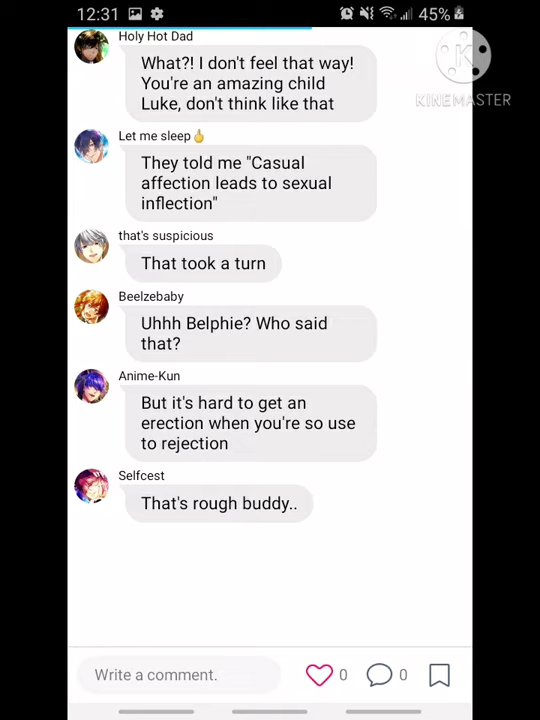 12:31
45%
KINEMASTER
Holy Hot Dad
What?! I don't feel that way!
You're an amazing child
Luke, don't think like that
Let me sleep🖕
They told me "Casual
affection leads to sexual
inflection"
that's suspicious
That took a turn
Beelzebaby
Uhhh Belphie? Who said
that?
Anime-Kun
But it's hard to get an
erection when you're so use
to rejection
Selfcest
That's rough buddy..
Write a comment.
0
0